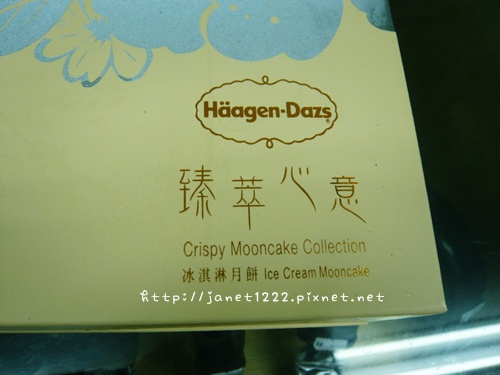 Häagen-Dazs
臻萃心意
Crispy Mooncake Collection
冰淇淋月餅 Ice Cream Mooncake
http://janet1222.pixnet.net